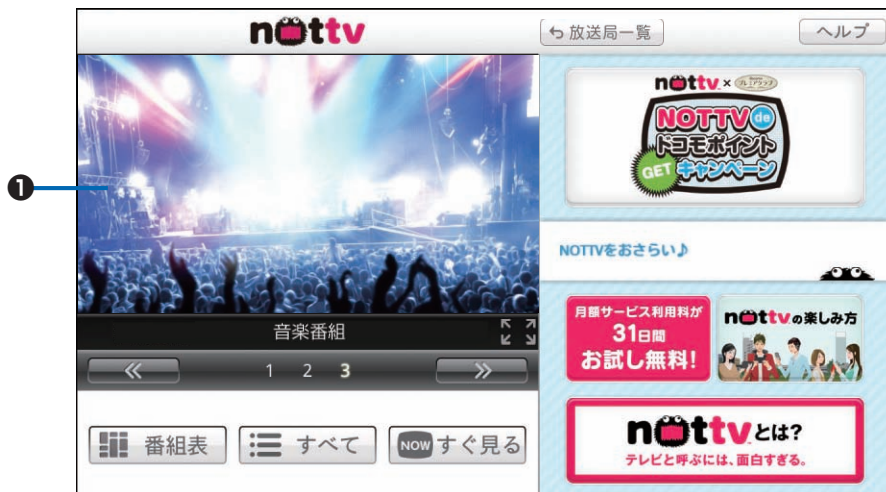 nottv
放送局一覧
ヘルプ
❶
音楽番組
1 2 3
番組表
すべて
NOW すぐ見る
nottv × プレミアクラブ
NOTTV de
ドコモポイント
GET キャンペーン
NOTTVをおさらい♪
月額サービス利用料が
31日間
お試し無料!
nottvの楽しみ方
nottvとは?
テレビと呼ぶには、面白すぎる。